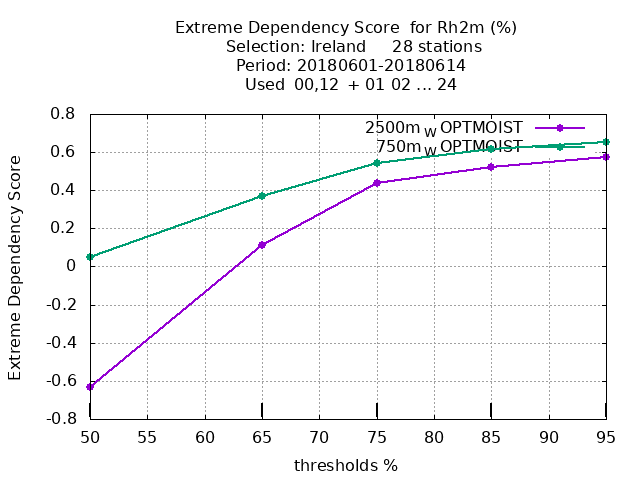 Extreme Dependency Score for Rh2m (%)
Selection: Ireland 28 stations
Period: 20180601-20180614
Used 00,12 + 01 02 ... 24
0.8
0.6
0.4
0.2
0
-0.2
-0.4
-0.6
-0.8
Extreme Dependency Score
2500m W OPTMOIST
750m W OPTMOIST
50 55 60 65 70 75 80 85 90 95
thresholds %